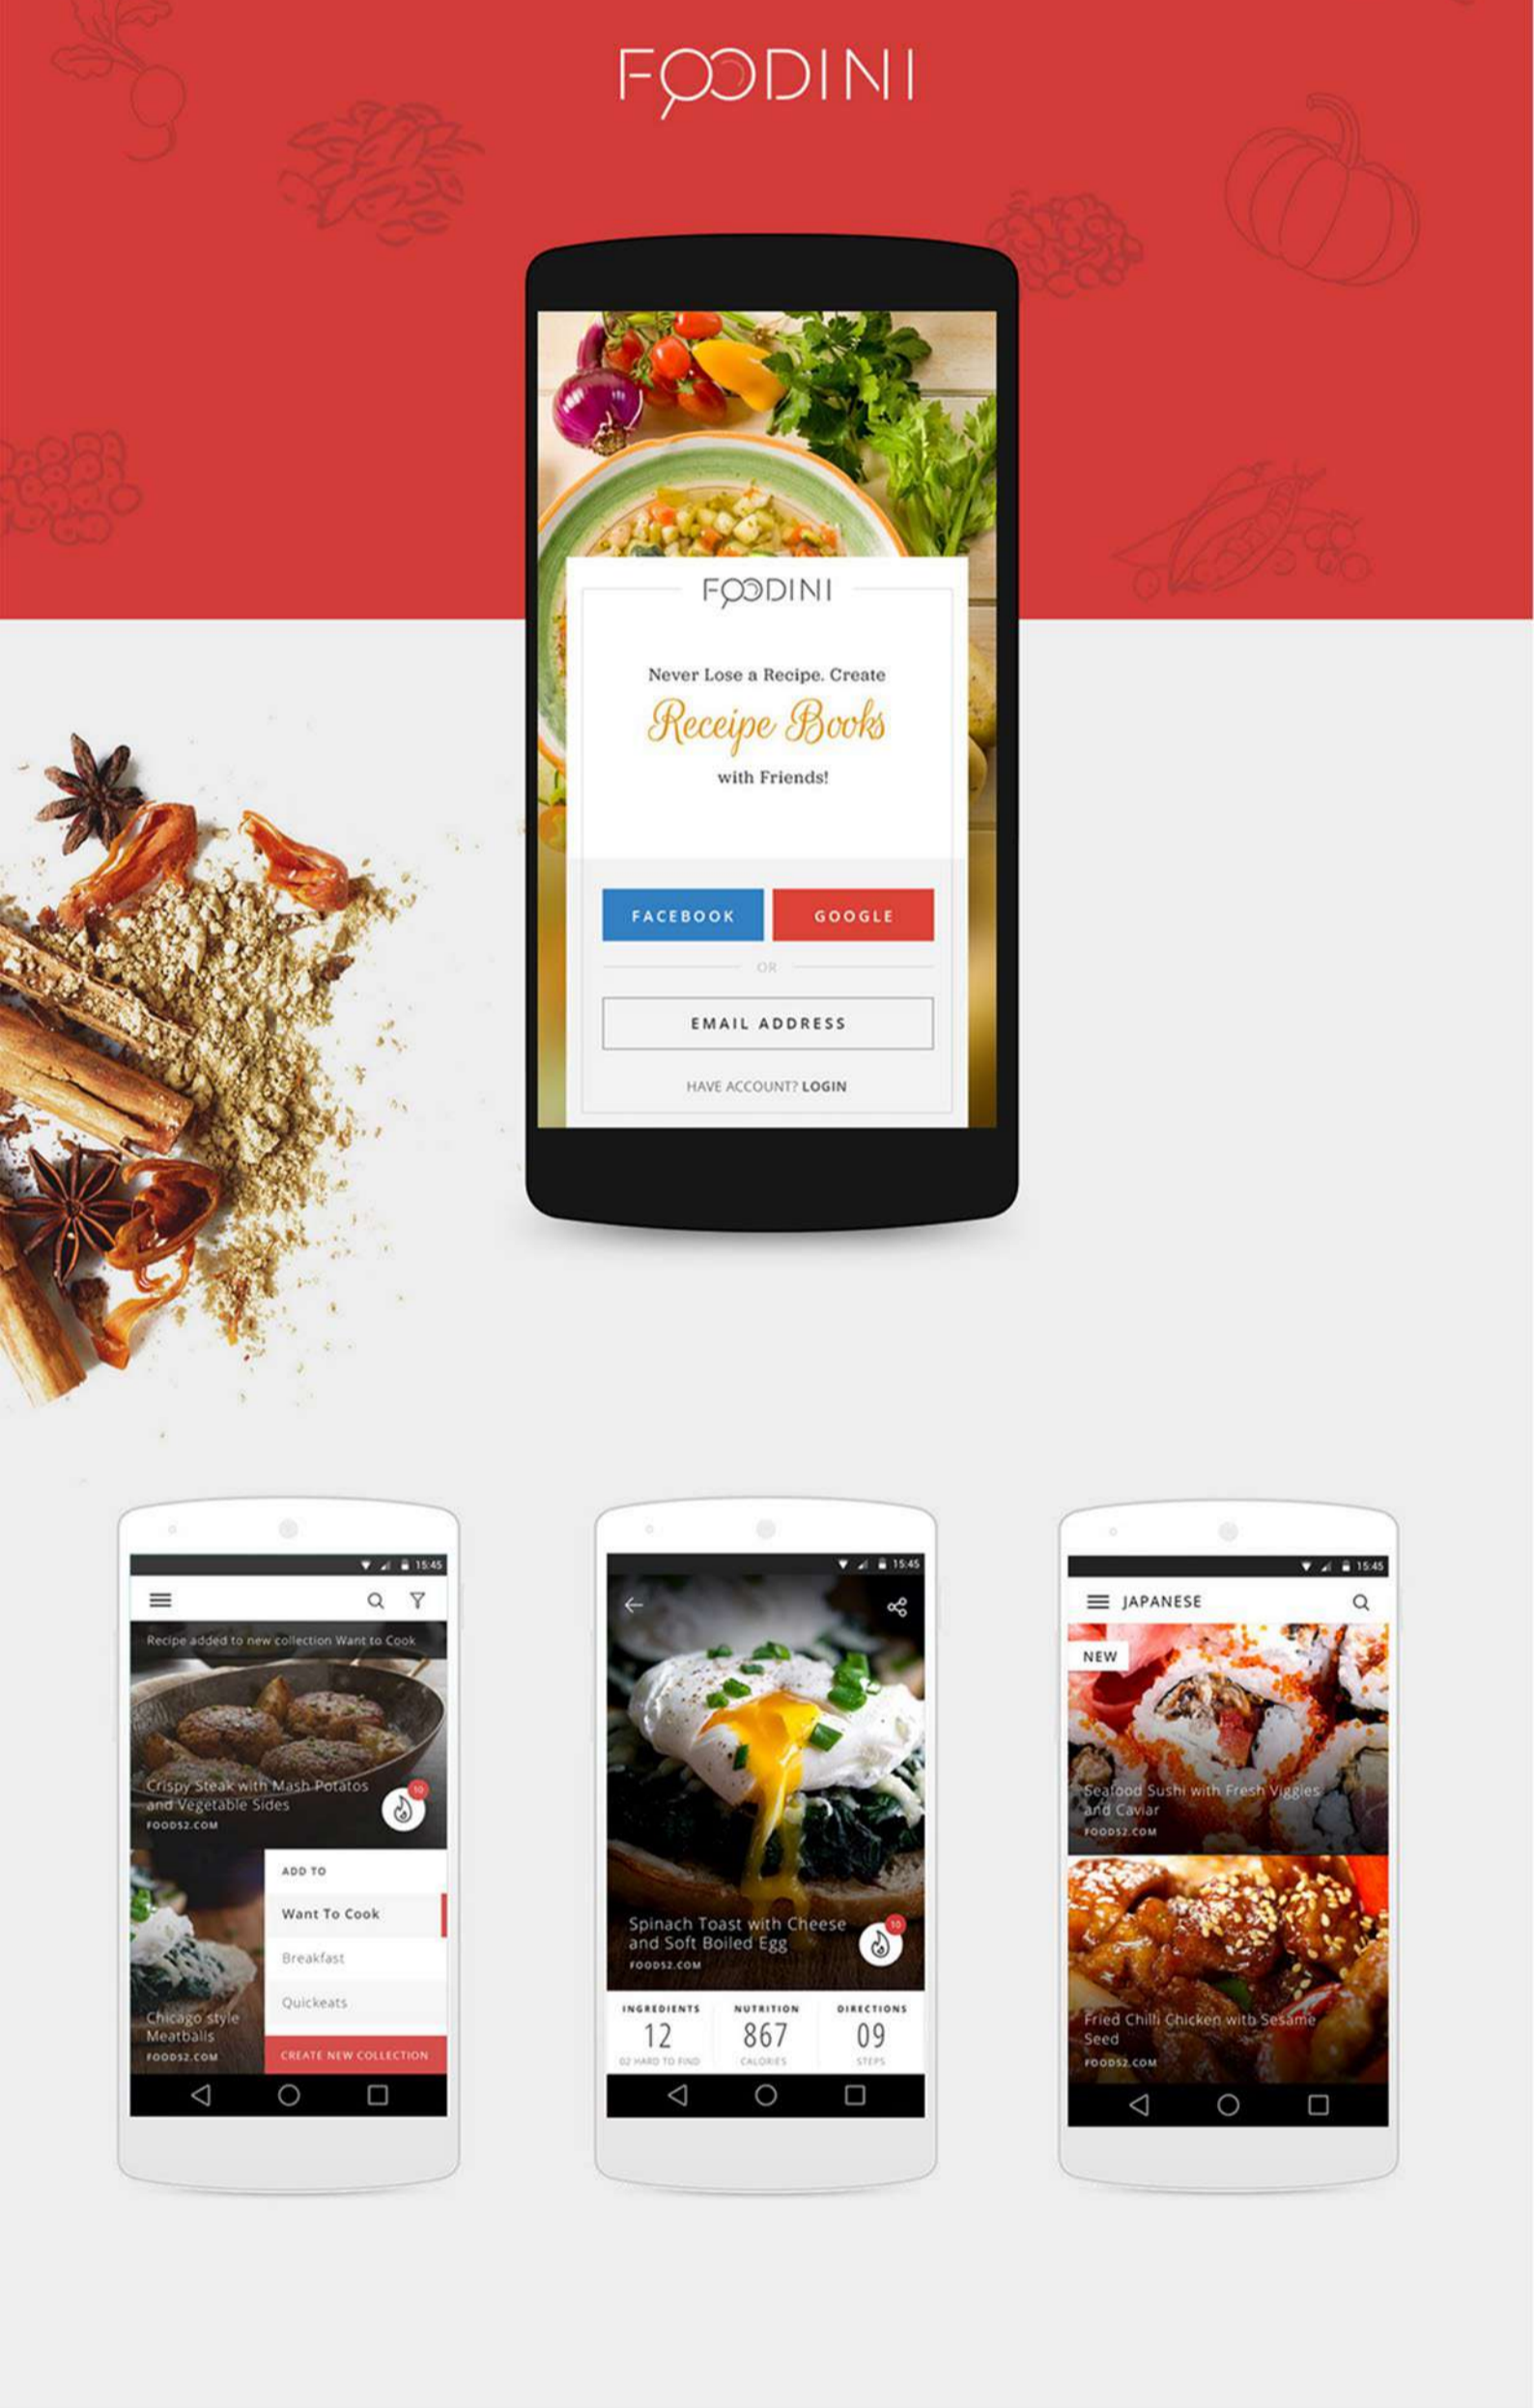 FOODINI
FOODINI
Never Lose a Recipe. Create
Receipe Books
with Friends!
FACEBOOK
GOOGLE
OR
EMAIL ADDRESS
HAVE ACCOUNT? LOGIN
15:45
Recipe added to new collection Want to Cook
Crispy Steak with Mash Potatos
and Vegetable Sides
10
FOODS2.COM
ADD TO
Want To Cook
Breakfast
Quickeats
CREATE NEW COLLECTION
Chicago style
Meatballs
FOODS2.COM
15:45
Spinach Toast with Cheese
and Soft Boiled Egg
10
FOODS2.COM
INGREDIENTS
12
02 HARD TO FIND
NUTRITION
867
CALORIES
DIRECTIONS
09
STEPS
15:45
JAPANESE
NEW
Seafood Sushi with Fresh Viggies
and Caviar
FOODS2.COM
Fried Chilli Chicken with Sesame
Seed
FOODS2.COM